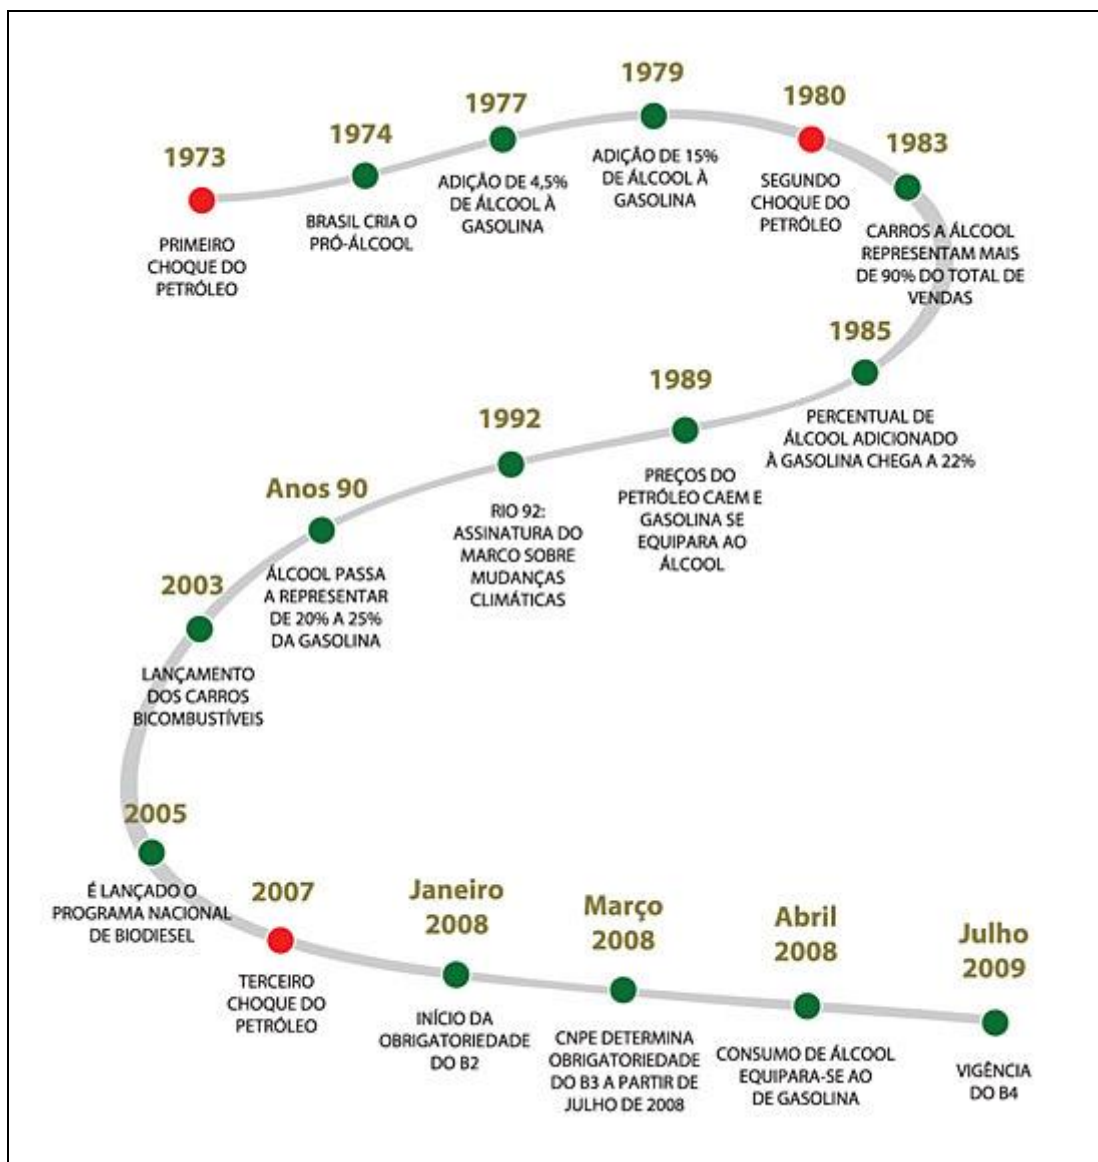 1973
PRIMEIRO
CHOQUE DO
PETRÓLEO
1974
BRASIL CRIA O
PRÓ-ÁLCOOL
1977
ADIÇÃO DE 4,5%
DE ÁLCOOL À
GASOLINA
1979
ADIÇÃO DE 15%
DE ÁLCOOL À
GASOLINA
1980
SEGUNDO
CHOQUE DO
PETRÓLEO
1983
CARROS A ÁLCOOL
REPRESENTAM MAIS
DE 90% DO TOTAL DE
VENDAS
1985
PERCENTUAL DE
ÁLCOOL ADICIONADO
À GASOLINA CHEGA A 22%
1989
PREÇOS DO
PETRÓLEO CAEM E
GASOLINA SE
EQUIPARA AO
ÁLCOOL
1992
RIO 92:
ASSINATURA DO
MARCO SOBRE
MUDANÇAS
CLIMÁTICAS
Anos 90
ÁLCOOL PASSA
A REPRESENTAR
DE 20% A 25%
DA GASOLINA
2003
LANÇAMENTO
DOS CARROS
BICOMBUSTÍVEIS
2005
É LANÇADO O
PROGRAMA NACIONAL
DE BIODIESEL
2007
TERCEIRO
CHOQUE DO
PETRÓLEO
Janeiro
2008
INÍCIO DA
OBRIGATORIEDADE
DO B2
Março
2008
CNPE DETERMINA
OBRIGATORIEDADE
DO B3 A PARTIR DE
JULHO DE 2008
Abril
2008
CONSUMO DE ÁLCOOL
EQUIPARA-SE AO
DE GASOLINA
Julho
2009
VIGÊNCIA
DO B4